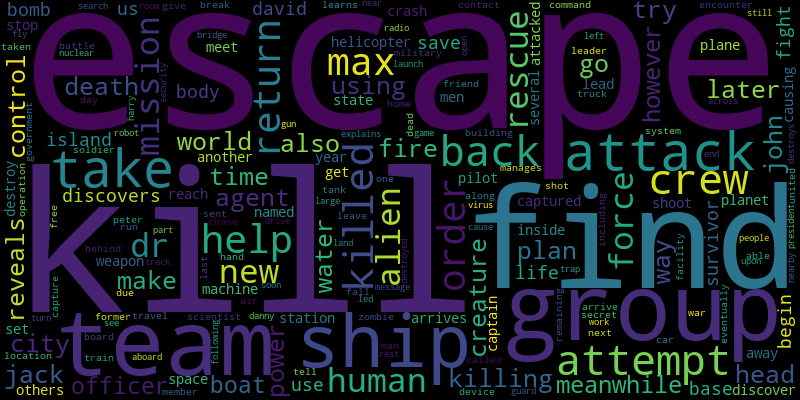 bomb
search
room
give
us
break
david
crash
near
contact
command
try
encounter
still
fly
stop
taken
battle
nuclear
meet
bridge
radio
left
leader
open
plane
fight
attacked
helicopter
save
escape
mission
return
death
body
military
launch
max
rescue
go
truck
across
however
control
day
security
harry
robot
using
state
home
men
friend
several
lead
later
causing
government
island
soldier
gun
explains
dead
game
building
system
john
destroys
world
also
fire
back
attack
end
operation
destroy
take
another
year
killed
pilot
manages
crew
discovers
time
get
tank
one
along
virus
shot
including
people
president
united
reach
agent
large
alien
order
captured
shoot
planet
free
peter
run
sent
named
chase
leave
drive
water
cause
inside
force
way
facility
survivor
able
upon
nearby
reveals
behind
part
dr
help
land
destroyed
plan
find
weapon
track
hand
kill
life
trap
capture
make
new
machine
last
fall
message
creature
due
air
soon
led
turn
former
travel
scientist
danny
station
zombie
arrives
captain
group
arrive
war
eventually
begin
set
see
board
team
following
power
ship
secret
work
next
remaining
car
city
location
train
aboard
man
rest
called
attempt
away
jack
officer
space
tell
human
killing
meanwhile
base
head
discover
others
member
boat
use
device
guard